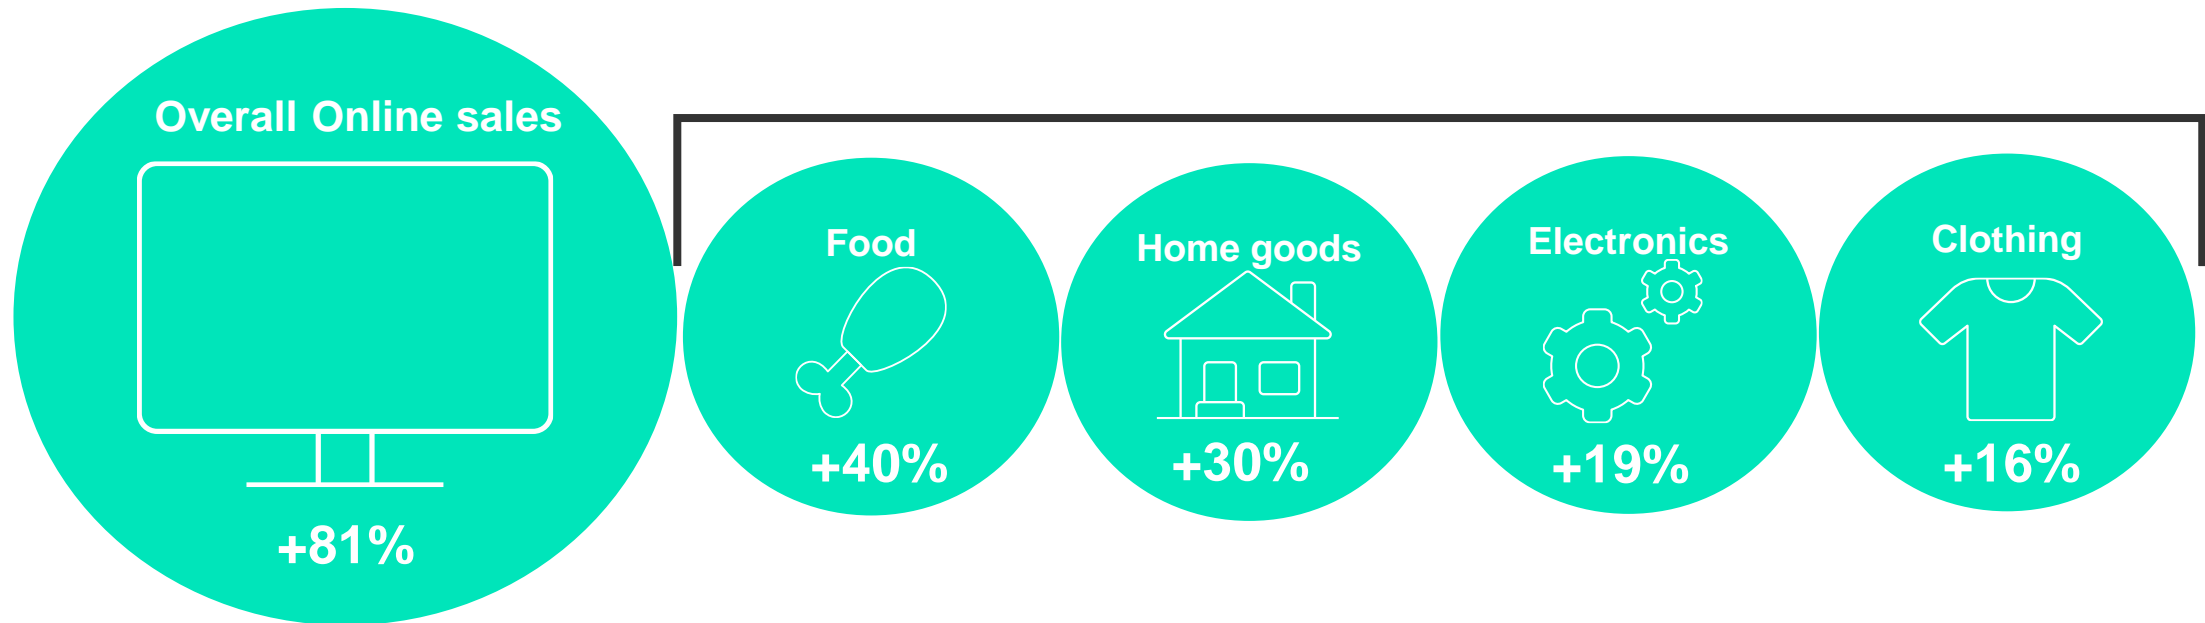 Overall Online sales
+81%
Food
+40%
Home goods
+30%
Electronics
+19%
Clothing
+16%